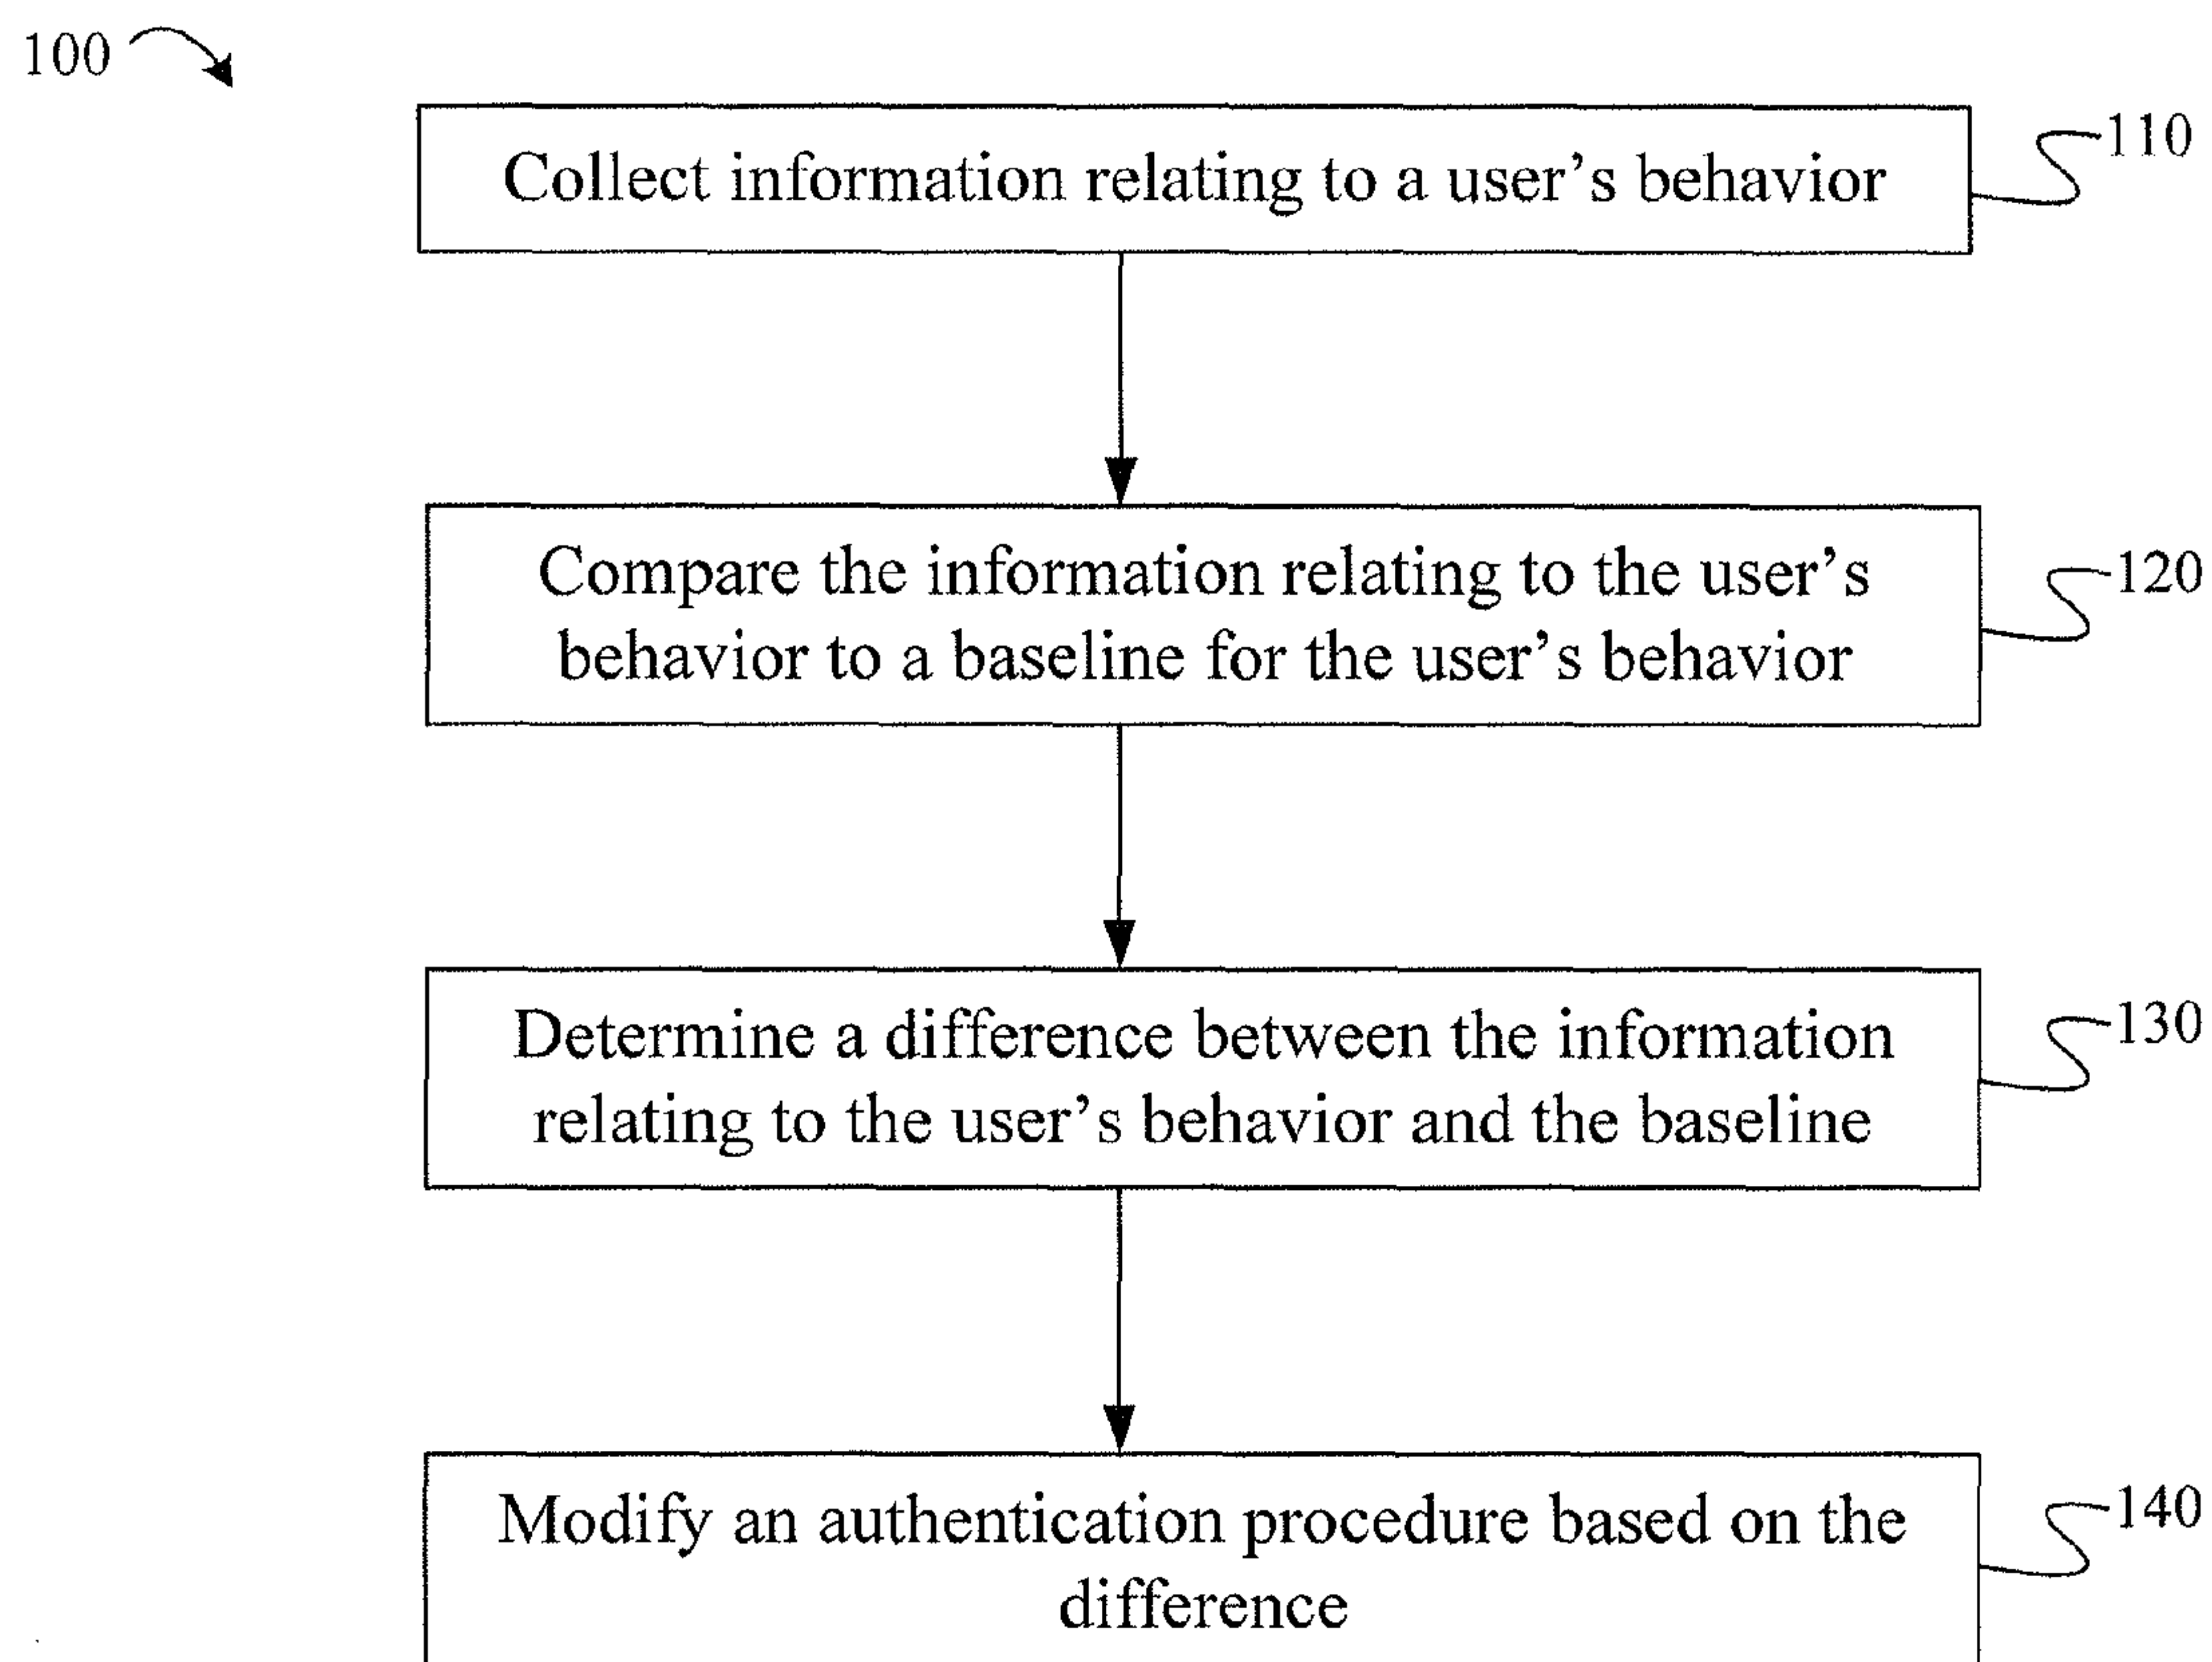 100
Collect information relating to a user's behavior
110
Compare the information relating to the user's
behavior to a baseline for the user's behavior
120
Determine a difference between the information
relating to the user's behavior and the baseline
130
Modify an authentication procedure based on the
difference
140